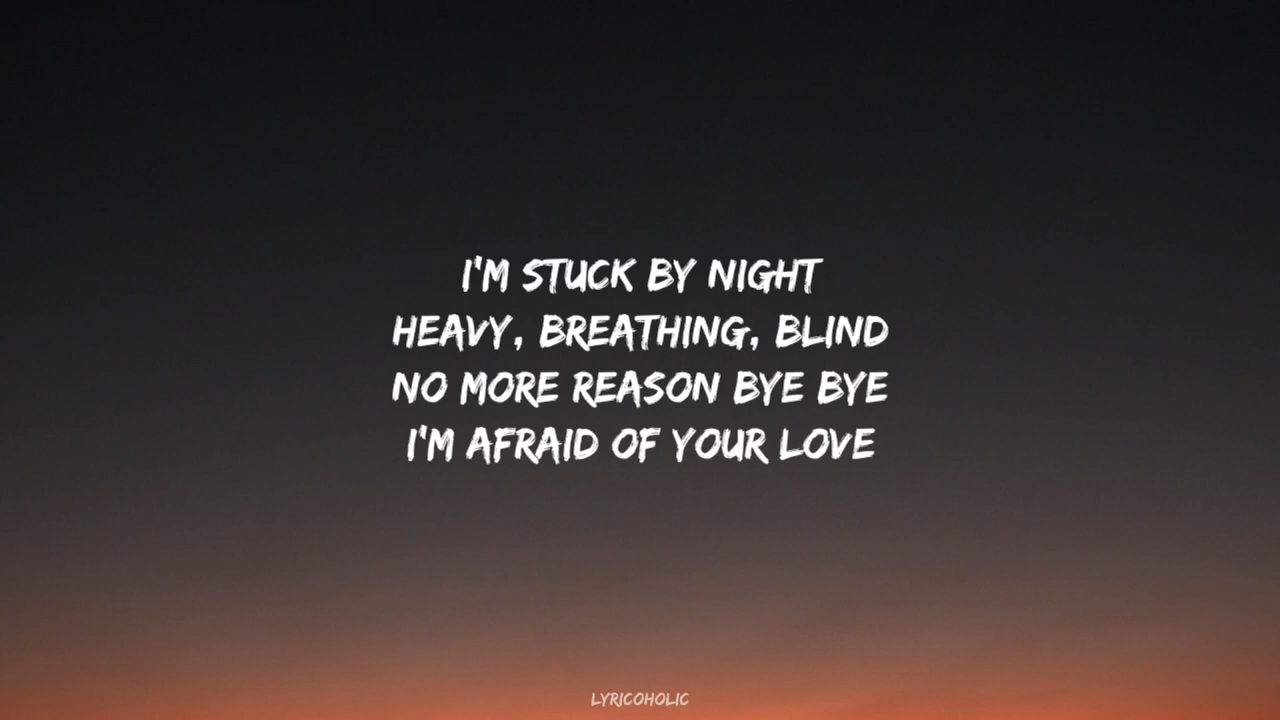 I'M STUCK BY NIGHT
HEAVY, BREATHING, BLIND
NO MORE REASON BYE BYE
I'M AFRAID OF YOUR LOVE
LYRICOHOLIC